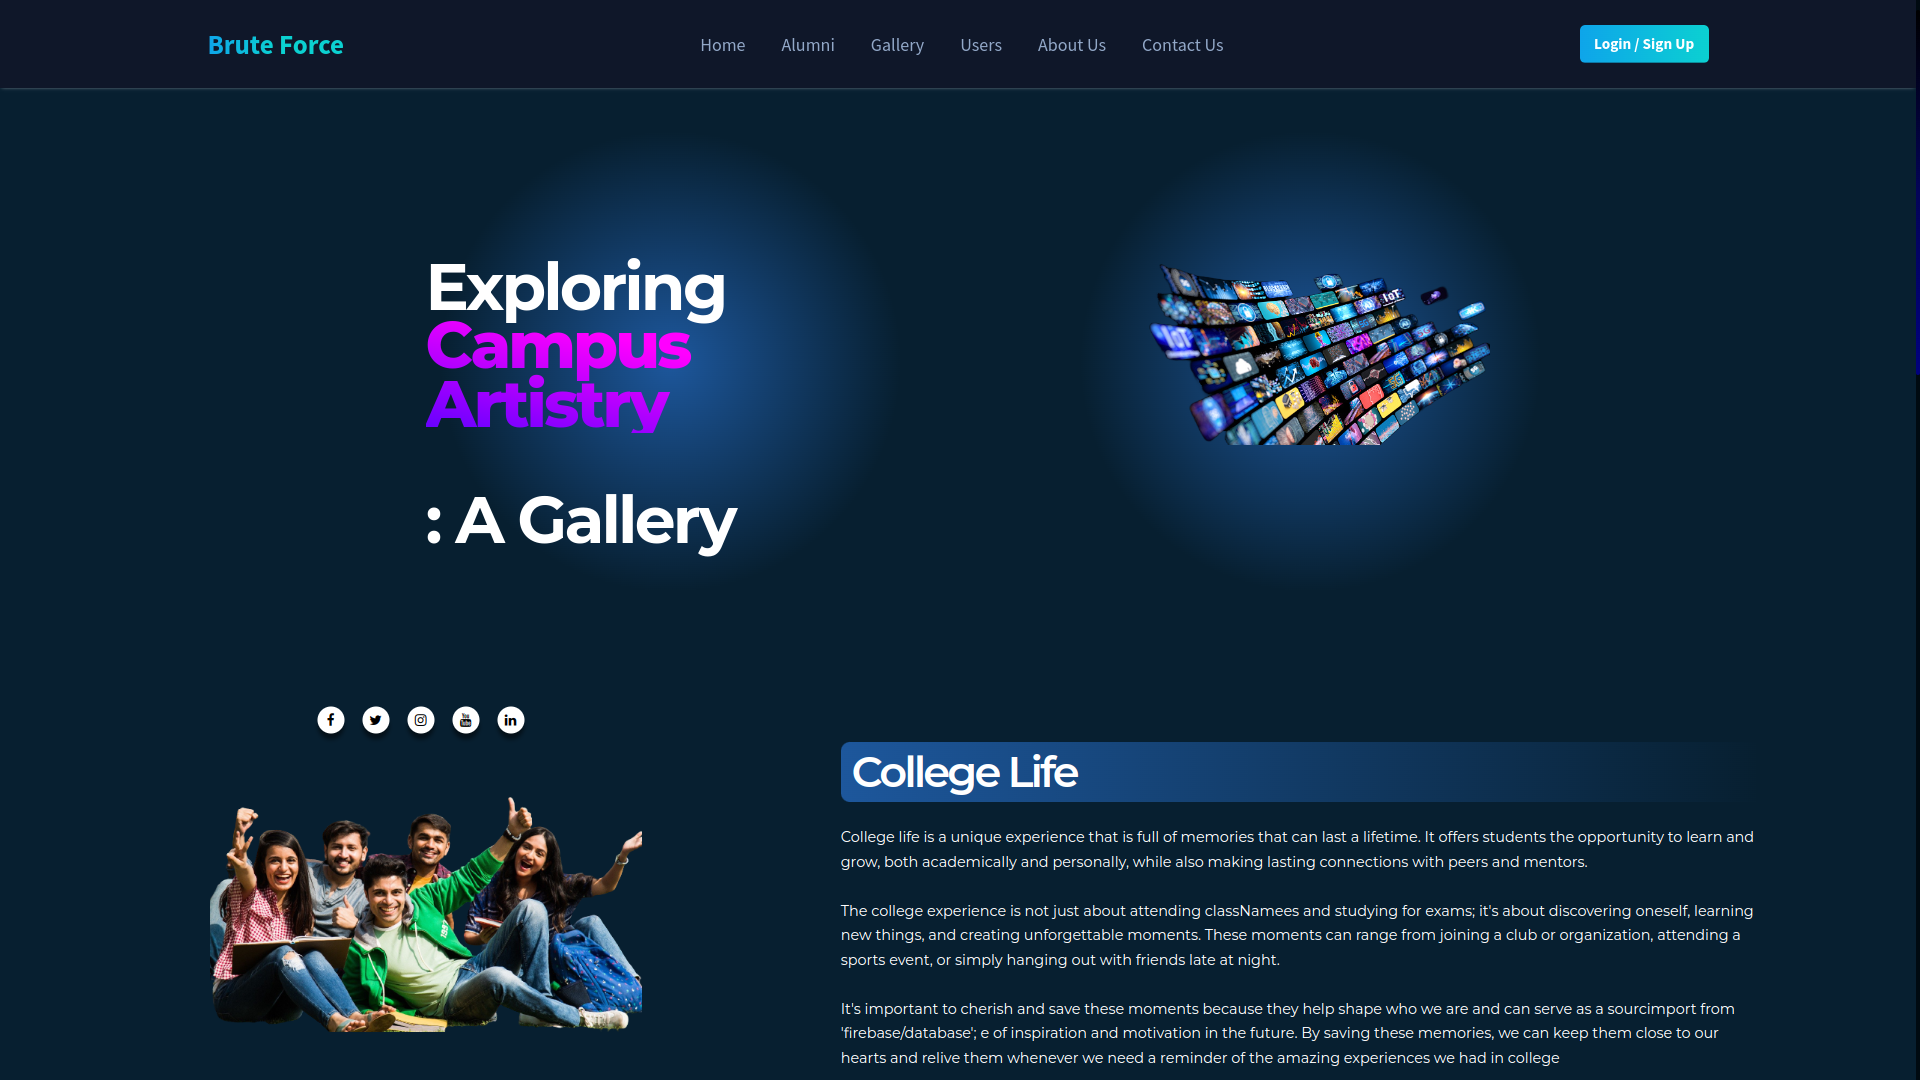 Brute Force
Home Alumni Gallery Users About Us Contact Us
Login / Sign Up
Exploring
Campus
Artistry
: A Gallery
IoT
College Life
College life is a unique experience that is full of memories that can last a lifetime. It offers students the opportunity to learn and
grow, both academically and personally, while also making lasting connections with peers and mentors.
The college experience is not just about attending classNamees and studying for exams; it's about discovering oneself, learning
new things, and creating unforgettable moments. These moments can range from joining a club or organization, attending a
sports event, or simply hanging out with friends late at night.
It's important to cherish and save these moments because they help shape who we are and can serve as a sourcimport from
'firebase/database'; e of inspiration and motivation in the future. By saving these memories, we can keep them close to our
hearts and relive them whenever we need a reminder of the amazing experiences we had in college